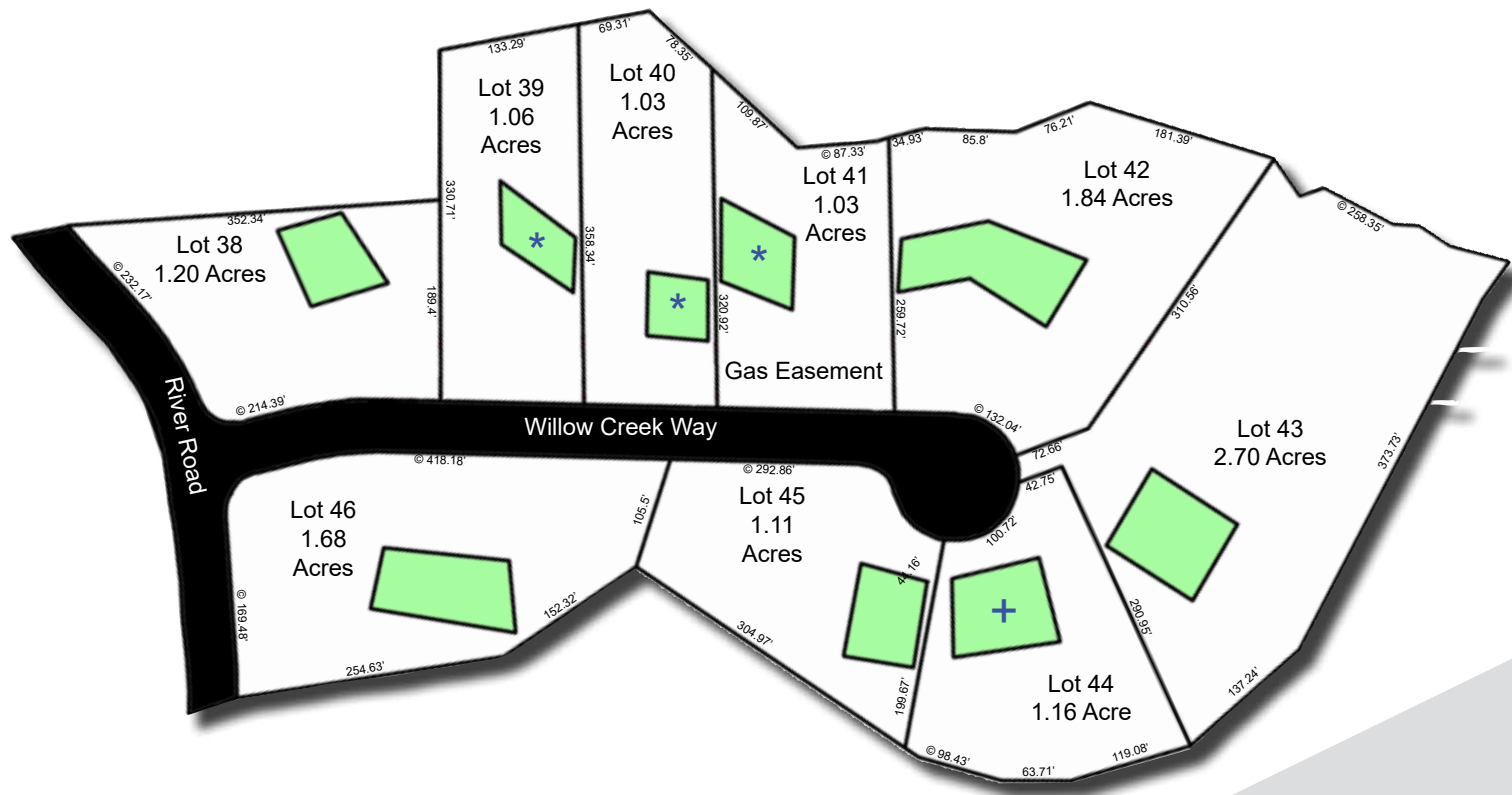 133.29'
69.31'
78.35'
Lot 39
1.06
Acres
Lot 40
1.03
Acres
109.87'
© 87.33'
34.93'
85.8'
76.21'
181.39'
Lot 41
1.03
Acres
Lot 42
1.84 Acres
© 258.35'
352.34'
330.71'
Lot 38
1.20 Acres
© 232.17'
189.4'
*
358.34'
*
320.92'
*
259.72'
310.56'
Gas Easement
River Road
© 214.39'
Willow Creek Way
© 132.04'
72.66'
42.75'
Lot 43
2.70 Acres
373.73'
© 418.18'
© 292.86'
Lot 46
1.68
Acres
105.5'
Lot 45
1.11
Acres
100.72'
© 169.48'
152.32'
254.63'
304.97'
199.67'
+
290.95'
Lot 44
1.16 Acre
137.24'
© 98.43'
63.71'
119.08'